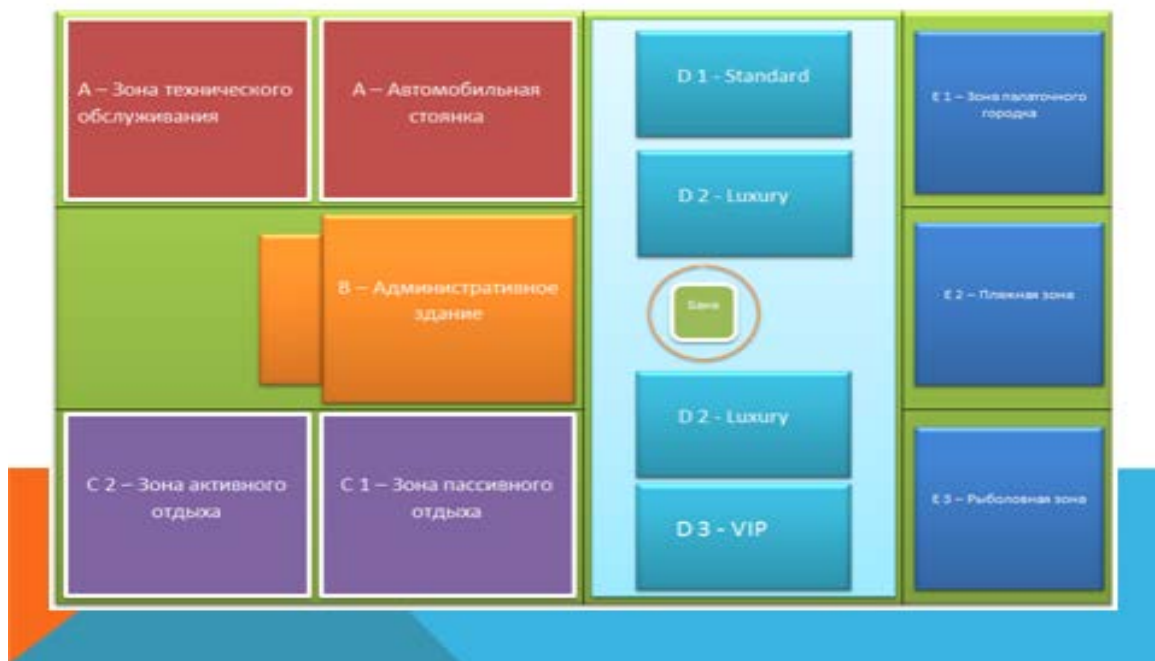 А – Зона технического
обслуживания
А – Автомобильная
стоянка
В – Административное
здание
С 2 – Зона активного
отдыха
С 1 – Зона пассивного
отдыха
D 1 - Standard
D 2 - Luxury
Баня
D 2 - Luxury
D 3 - VIP
Е 1 – Зона палаточного
городка
Е 2 – Пляжная зона
Е 3 – Рыболовная зона